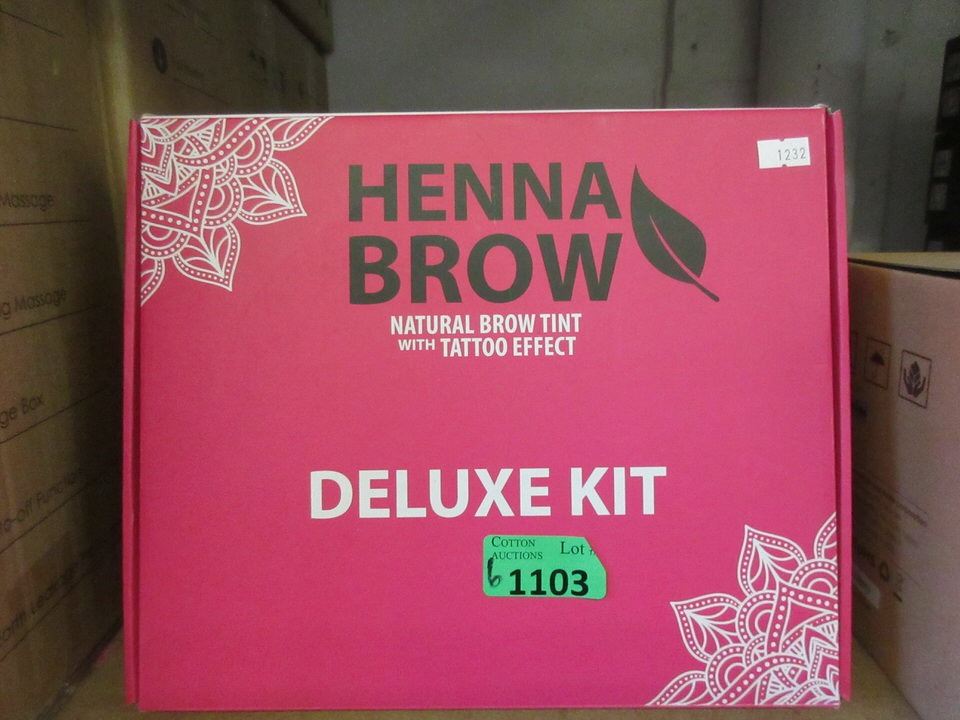 HENNA
BROW
NATURAL BROW TINT
WITH TATTOO EFFECT
DELUXE KIT
1232
COTTON
AUCTIONS
Lot
6
1103
Massage
Massage
Box